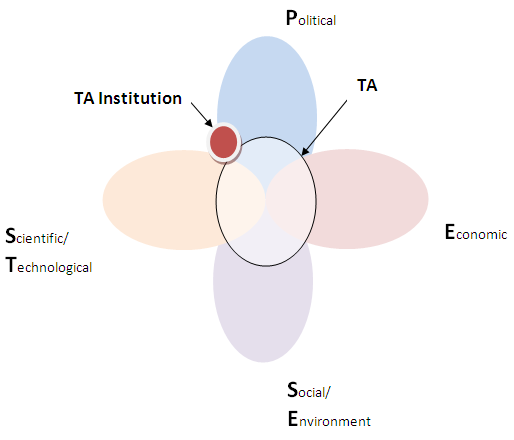 Political
TA
TA Institution
Scientific/
Technological
Economic
Social/
Environment